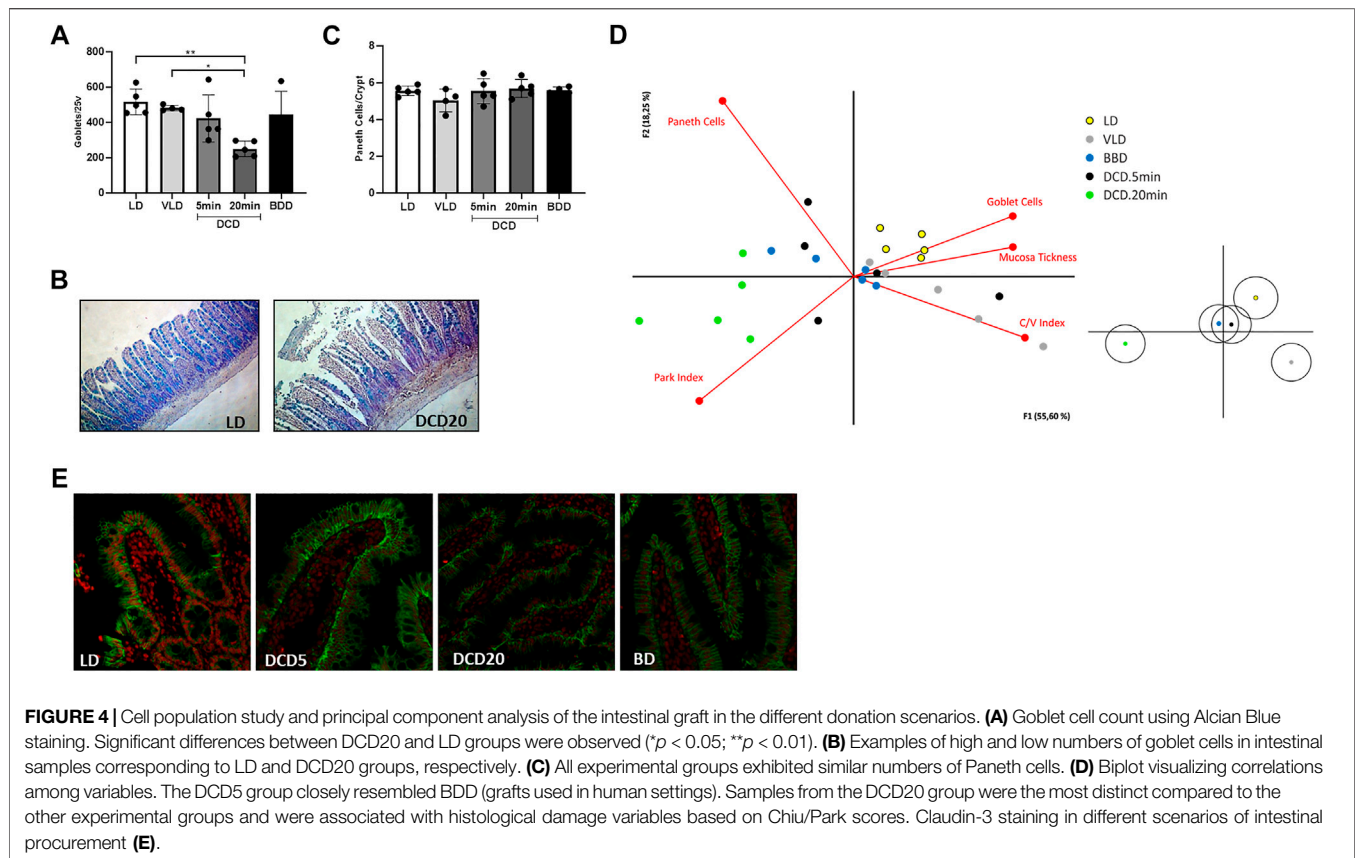 A
Goblets/25v
800
600
400
200
0
**
*
LD VLD 5min 20min BDD
DCD
C
Paneth Cells/Crypt
8
6
4
2
0
LD VLD 5min 20min BDD
DCD
D
F2 (18,25 %)
Paneth Cells
Goblet Cells
Mucosa Tickness
C/V Index
Park Index
F1 (55,60 %)
LD
VLD
BBD
DCD.5min
DCD.20min
B
LD
DCD20
E
LD
DCD5
DCD20
BD
FIGURE 4 | Cell population study and principal component analysis of the intestinal graft in the different donation scenarios. (A) Goblet cell count using Alcian Blue
staining. Significant differences between DCD20 and LD groups were observed (*p < 0.05; **p < 0.01). (B) Examples of high and low numbers of goblet cells in intestinal
samples corresponding to LD and DCD20 groups, respectively. (C) All experimental groups exhibited similar numbers of Paneth cells. (D) Biplot visualizing correlations
among variables. The DCD5 group closely resembled BDD (grafts used in human settings). Samples from the DCD20 group were the most distinct compared to the
other experimental groups and were associated with histological damage variables based on Chiu/Park scores. Claudin-3 staining in different scenarios of intestinal
procurement (E).